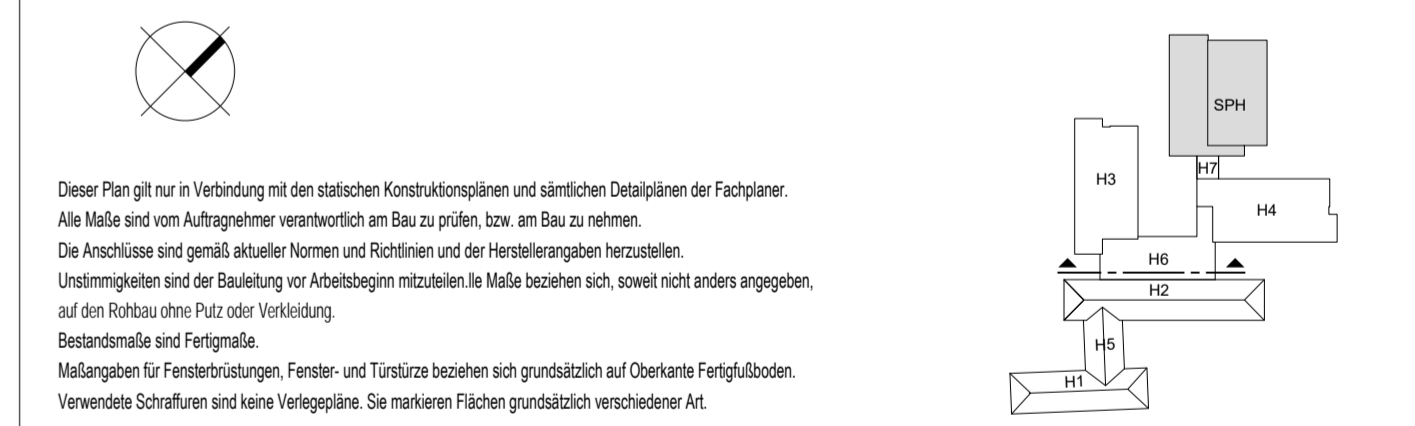 Dieser Plan gilt nur in Verbindung mit den statischen Konstruktionsplänen und sämtlichen Detailplänen der Fachplaner.
Alle Maße sind vom Auftragnehmer verantwortlich am Bau zu prüfen, bzw. am Bau zu nehmen.
Die Anschlüsse sind gemäß aktueller Normen und Richtlinien und der Herstellerangaben herzustellen.
Unstimmigkeiten sind der Bauleitung vor Arbeitsbeginn mitzuteilen.lle Maße beziehen sich, soweit nicht anders angegeben,
auf den Rohbau ohne Putz oder Verkleidung.
Bestandsmaße sind Fertigmaße.
Maßangaben für Fensterbrüstungen, Fenster- und Türstürze beziehen sich grundsätzlich auf Oberkante Fertigfußboden.
Verwendete Schraffuren sind keine Verlegepläne. Sie markieren Flächen grundsätzlich verschiedener Art.
SPH
H7
H3
H4
H6
H2
H5
H1